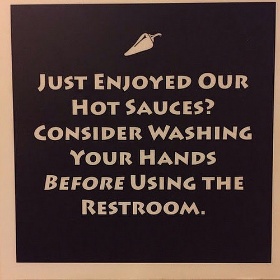 Just Enjoyed Our
Hot Sauces?
Consider Washing
Your Hands
Before Using the
Restroom.